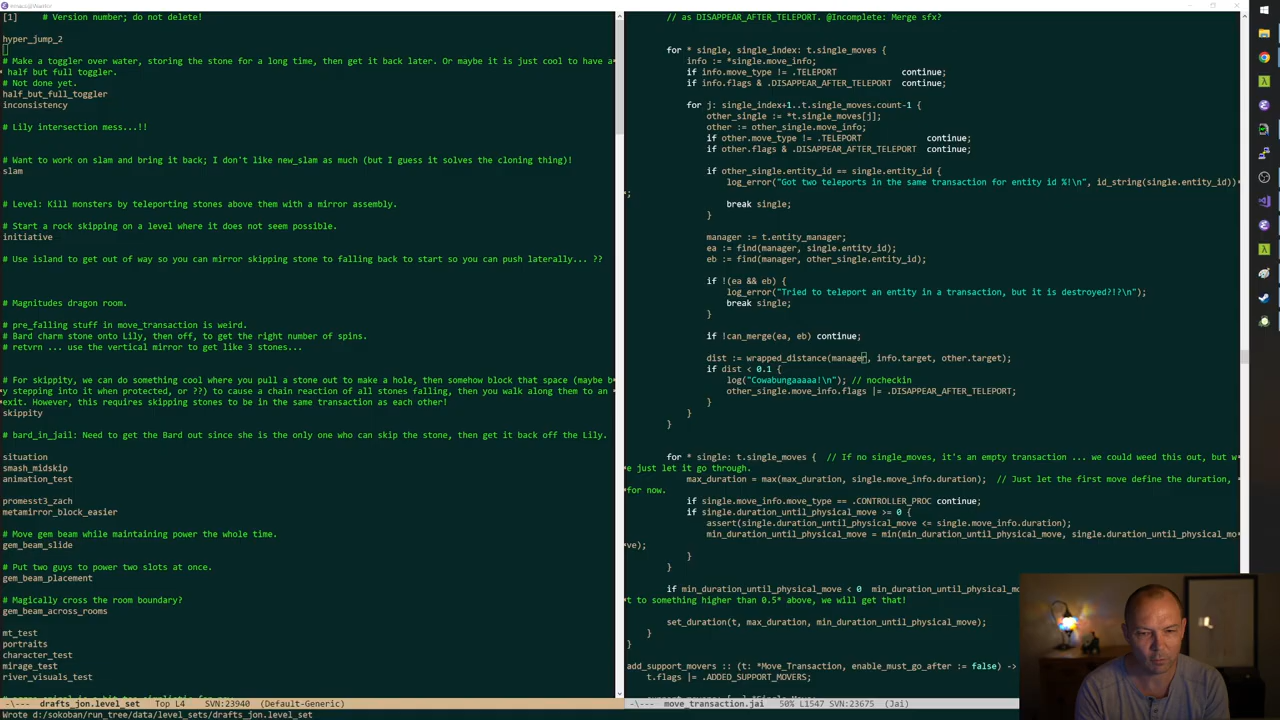 [1]     # Version number; do not delete!
hyper_jump_2
# Make a toggler over water, storing the stone for a long time, then get it back later. Or maybe it is just cool to have a
half but full toggler.
# Not done yet.
half_but_full_toggler
inconsistency
# Lily intersection mess...!!
# Want to work on slam and bring it back; I don't like new_slam as much (but I guess it solves the cloning thing)!
slam
# Level: Kill monsters by teleporting stones above them with a mirror assembly.
# Start a rock skipping on a level where it does not seem possible.
initiative
# Use island to get out of way so you can mirror skipping stone to falling back to start so you can push laterally... ??
# Magnitudes dragon room.
# pre_falling stuff in move_transaction is weird.
# Bard charm stone onto Lily, then off, to get the right number of spins.
# retvrn ... use the vertical mirror to get like 3 stones...
# For skippity, we can do something cool where you pull a stone out to make a hole, then somehow block that space (maybe b
y stepping into it when protected, or ??) to cause a chain reaction of all stones falling, then you walk along them to an
exit. However, this requires skipping stones to be in the same transaction as each other!
skippity
# bard_in_jail: Need to get the Bard out since she is the only one who can skip the stone, then get it back off the Lily.
situation
smash_midskip
animation_test
promesst3_zach
metamirror_block_easier
# Move gem beam while maintaining power the whole time.
gem_beam_slide
# Put two guys to power two slots at once.
gem_beam_placement
# Magically cross the room boundary?
gem_beam_across_rooms
mt_test
portraits
character_test
mirage_test
river_visuals_test
-\--- drafts_jon.level_set   Top L4   SVN:23940  (Default-Generic)
Wrote d:/sokoban/run_tree/data/level_sets/drafts_jon.level_set
// as DISAPPEAR_AFTER_TELEPORT. @Incomplete: Merge sfx?
for * single, single_index: t.single_moves {
info := *single.move_info;
if info.move_type != .TELEPORT continue;
if info.flags & .DISAPPEAR_AFTER_TELEPORT continue;
for j: single_index+1..t.single_moves.count-1 {
other_single := *t.single_moves[j];
other := other_single.move_info;
if other.move_type != .TELEPORT continue;
if other.flags & .DISAPPEAR_AFTER_TELEPORT continue;
if other_single.entity_id == single.entity_id {
log_error("Got two teleports in the same transaction for entity id %!\n", id_string(single.entity_id))
;
break single;
}
manager := t.entity_manager;
ea := find(manager, single.entity_id);
eb := find(manager, other_single.entity_id);
if !(ea && eb) {
log_error("Tried to teleport an entity in a transaction, but it is destroyed?!?\n");
break single;
}
if !can_merge(ea, eb) continue;
dist := wrapped_distance(manager, info.target, other.target);
if dist < 0.1 {
log("Cowabungaaaaa!\n"); // nocheckin
other_single.move_info.flags |= .DISAPPEAR_AFTER_TELEPORT;
}
}
}
for * single: t.single_moves {  // If no single_moves, it's an empty transaction ... we could weed this out, but w
e just let it go through.
max_duration = max(max_duration, single.move_info.duration);  // Just let the first move define the duration,
for now.
if single.move_info.move_type == .CONTROLLER_PROC continue;
if single.duration_until_physical_move >= 0 {
assert(single.duration_until_physical_move <= single.move_info.duration);
min_duration_until_physical_move = min(min_duration_until_physical_move, single.duration_until_physical_mo
ve);
}
}
if min_duration_until_physical_move < 0  min_duration_until_physical_m
t to something higher than 0.5* above, we will get that!
set_duration(t, max_duration, min_duration_until_physical_move);
}
}
add_support_movers :: (t: *Move_Transaction, enable_must_go_after := false) ->
t.flags |= .ADDED_SUPPORT_MOVERS;
-\--- move_transaction.jai   50% L1547  SVN:23675  (Jai)